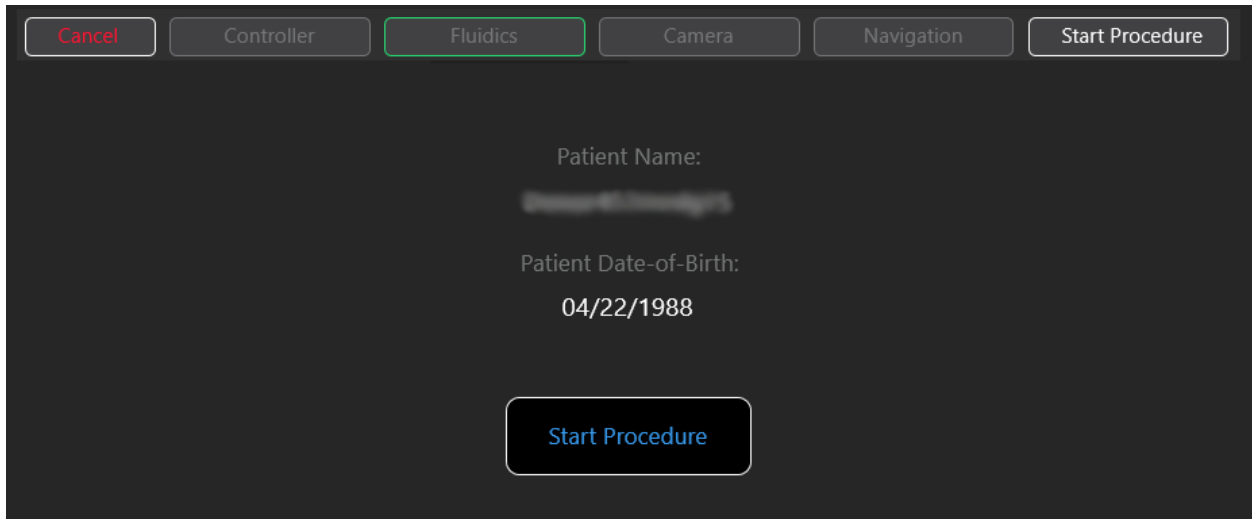 Cancel Controller Fluidics Camera Navigation Start Procedure
Patient Name:
Patient Date-of-Birth:
04/22/1988
Start Procedure